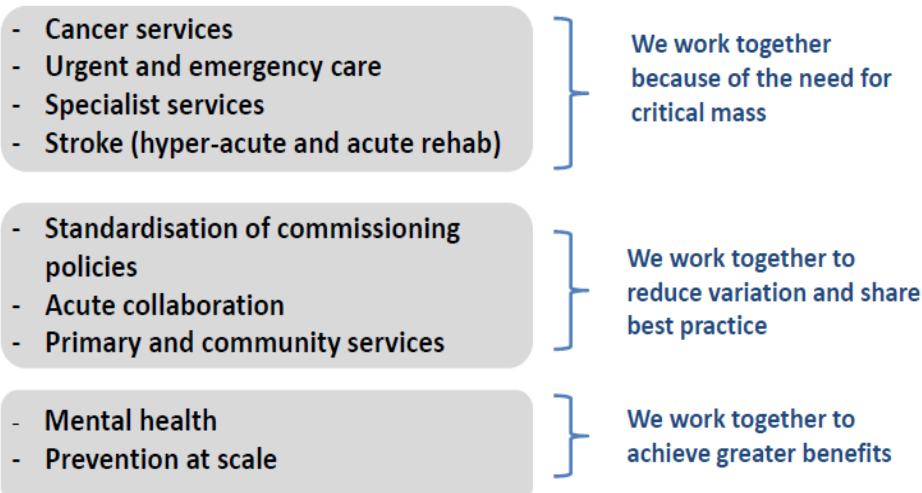 - Cancer services
- Urgent and emergency care
- Specialist services
- Stroke (hyper-acute and acute rehab)
We work together
because of the need for
critical mass
- Standardisation of commissioning
policies
- Acute collaboration
- Primary and community services
We work together to
reduce variation and share
best practice
- Mental health
- Prevention at scale
We work together to
achieve greater benefits